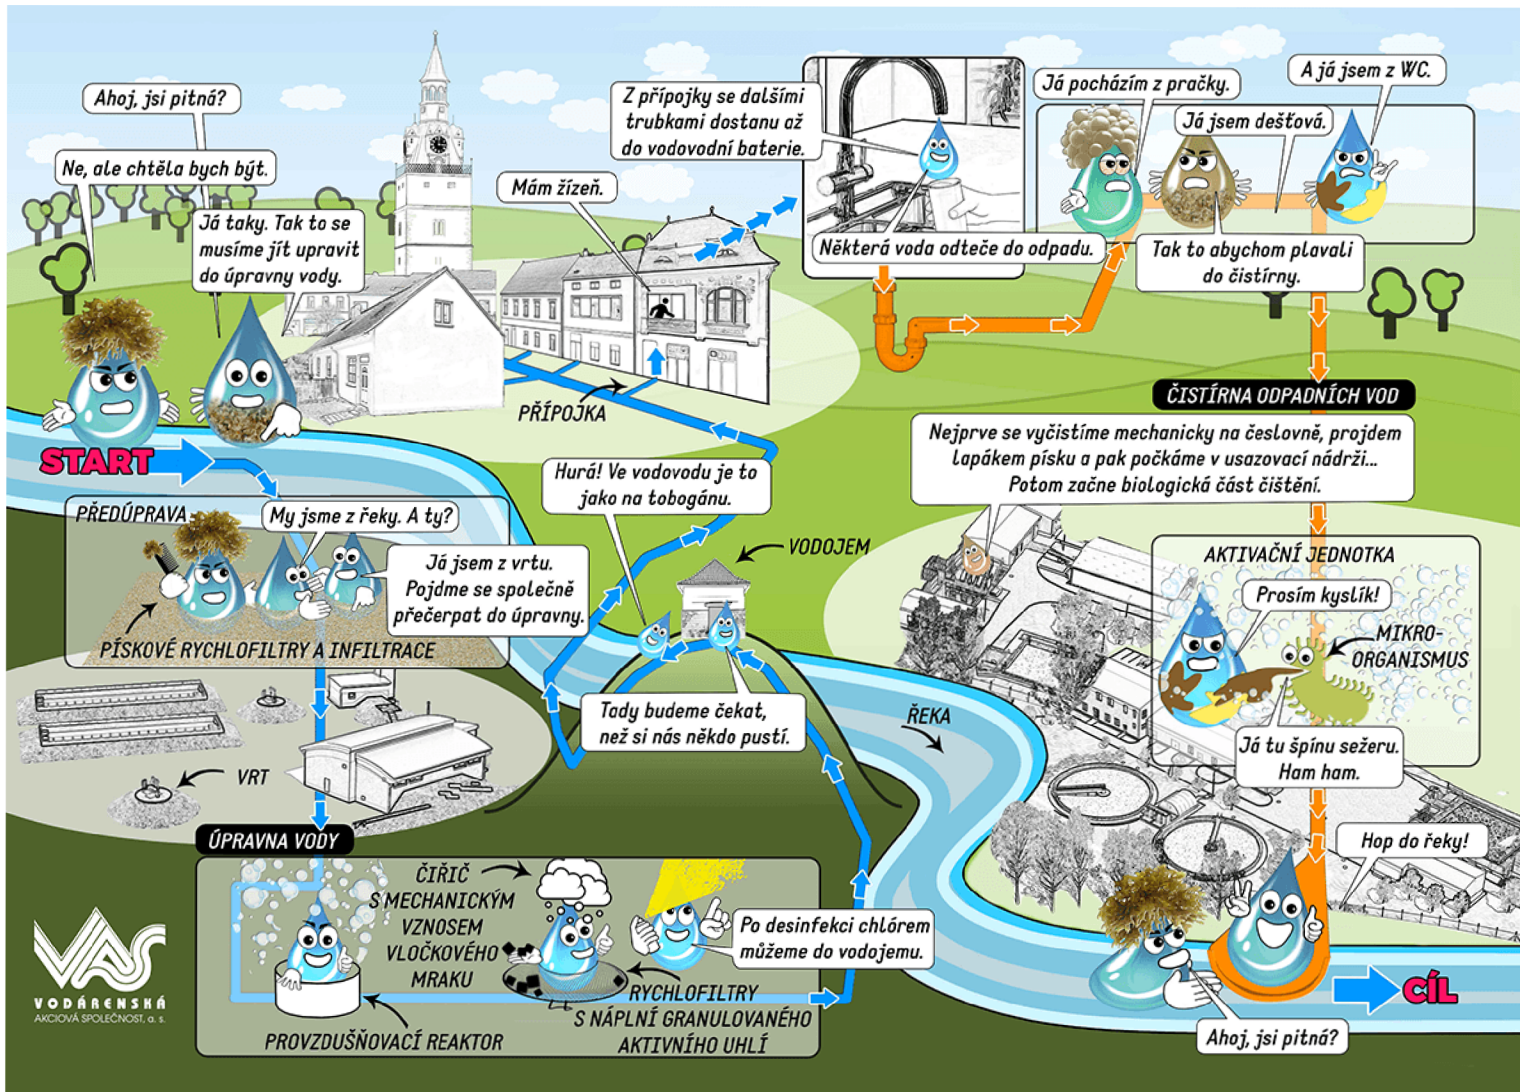 Ahoj, jsi pitná?
Ne, ale chtěla bych být.
Já taky. Tak to se
musíme jít upravit
do úpravny vody.
START
PŘEDÚPRAVA
My jsme z řeky. A ty?
Já jsem z vrtu.
Pojdme se společně
přečerpat do úpravny.
PÍSKOVÉ RYCHLOFILTRY A INFILTRACE
VRT
ÚPRAVNA VODY
PROVZDUŠŇOVACÍ REAKTOR
ČIŘIČ
S MECHANICKÝM
VZNOSEM
VLOČKOVÉHO
MRAKU
RYCHLOFILTRY
S NÁPLNÍ GRANULOVANÉHO
AKTIVNÍHO UHLÍ
Po desinfekci chlórem
můžeme do vodojemu.
VODOJEM
Tady budeme čekat,
než si nás někdo pustí.
Hurá! Ve vodovodu je to
jako na tobogánu.
PŘÍPOJKA
Mám žízeň.
Z přípojky se dalšími
trubkami dostanu až
do vodovodní baterie.
Některá voda odteče do odpadu.
Já pocházím z pračky.
Já jsem dešťová.
A já jsem z WC.
Tak to abychom plavali
do čistírny.
ČISTÍRNA ODPADNÍCH VOD
Nejprve se vyčistíme mechanicky na česlovně, projdem
lapákem písku a pak počkáme v usazovací nádrži...
Potom začne biologická část čištění.
AKTIVAČNÍ JEDNOTKA
Prosím kyslík!
MIKRO-
ORGANISMUS
Já tu špínu sežeru.
Ham ham.
ŘEKA
Hop do řeky!
Ahoj, jsi pitná?
CÍL
VAS
VODÁRENSKÁ
AKCIOVÁ SPOLEČNOST, a. s.